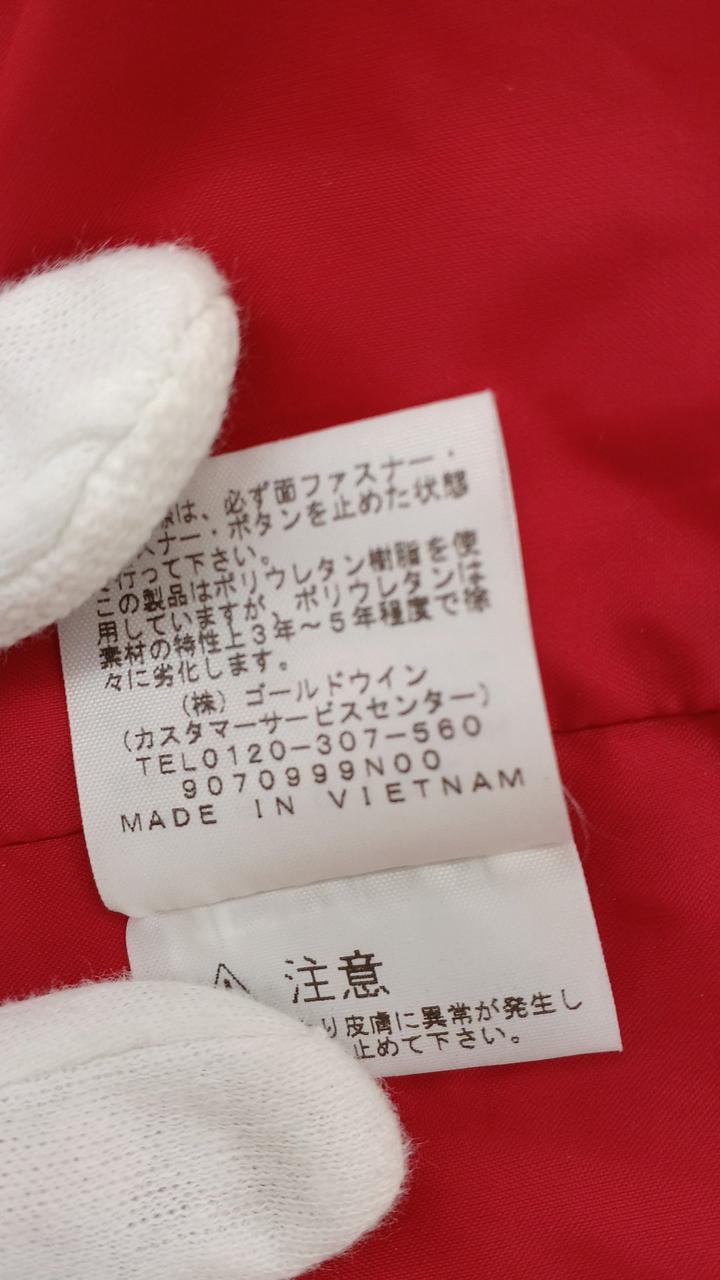 は、必ず面ファスナー・
スナー・ボタンを止めた状態
行って下さい。
この製品はポリウレタン樹脂を使
用していますが、ポリウレタンは
素材の特性上3年～5年程度で徐
々に劣化します。
(株) ゴールドウイン
(カスタマーサービスセンター)
TEL0120-307-560
9070999N00
MADE IN VIETNAM
注意
り皮膚に異常が発生し
止めて下さい。